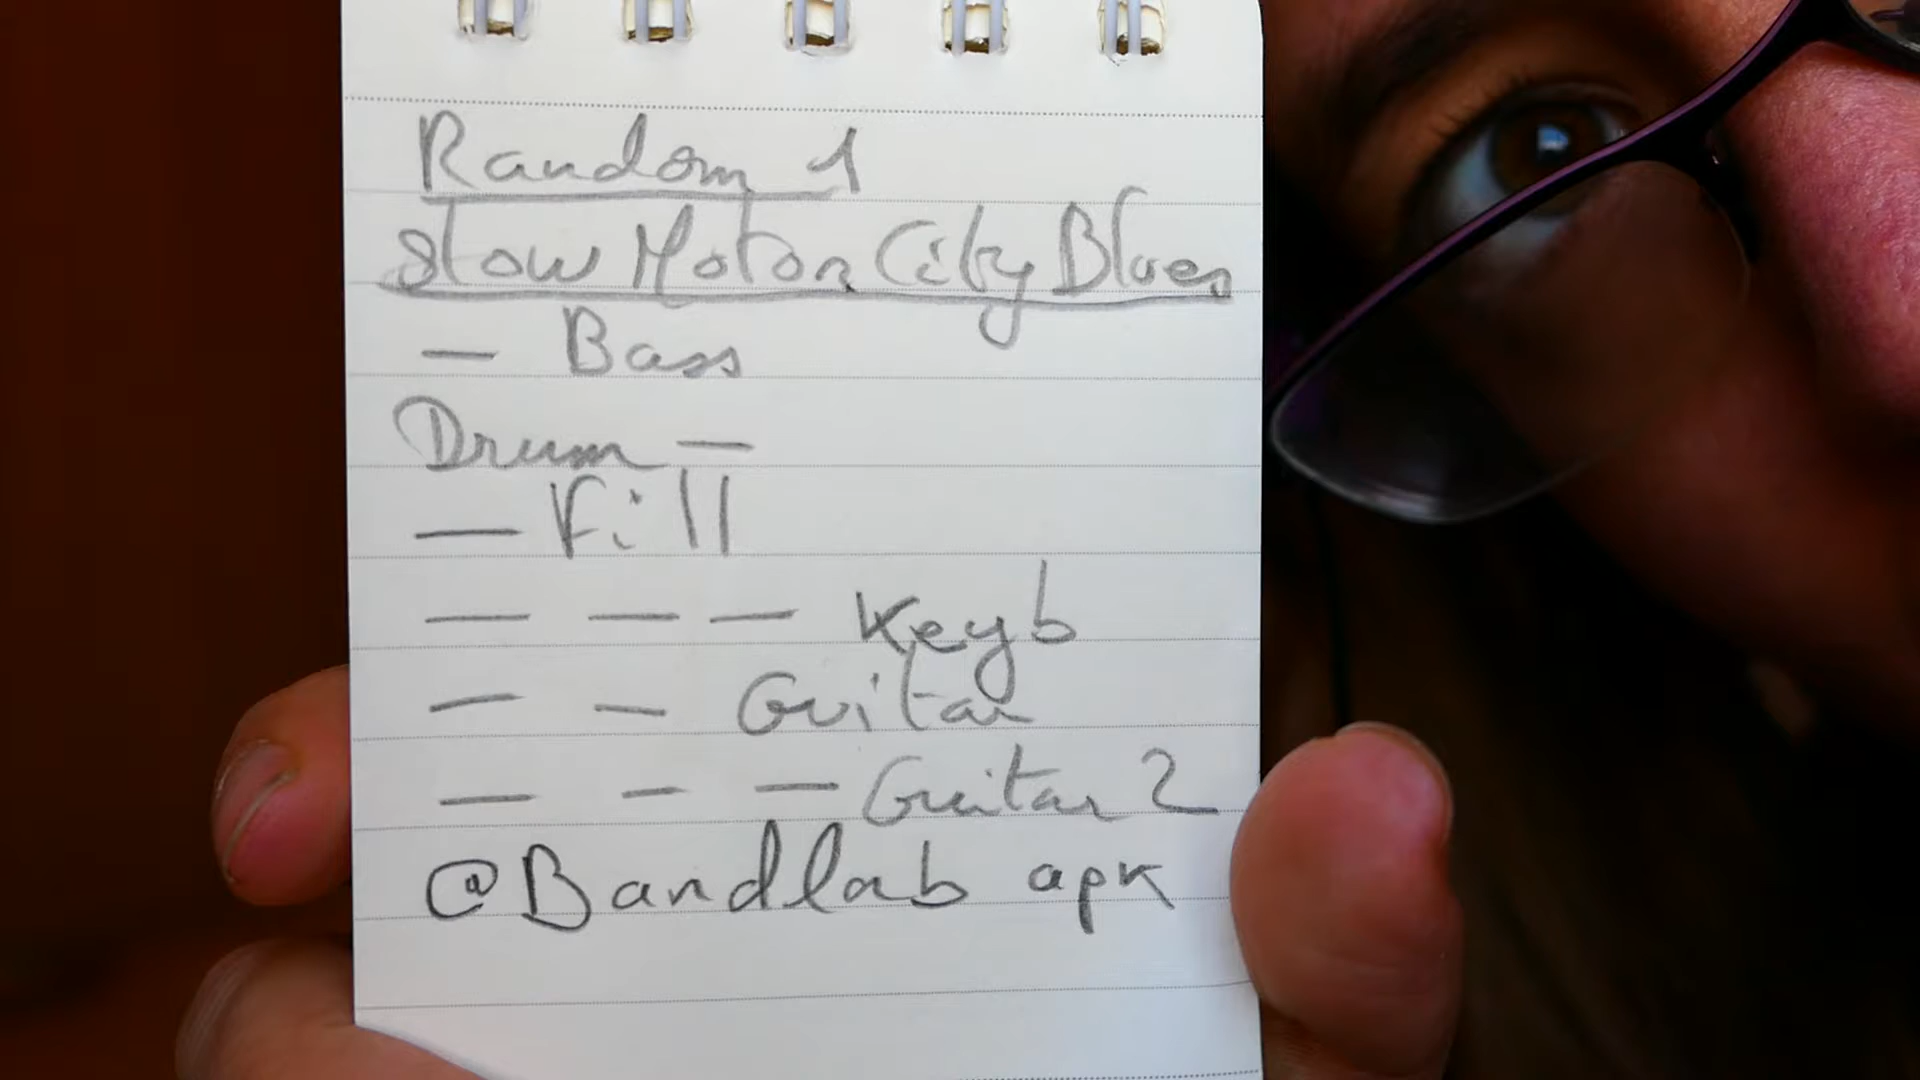 Random 1
Slow Motor City Blues
— Bass
Drum —
— Fill
— — — Keyb
— — Guitar
— — — Guitar 2
@Bandlab apk